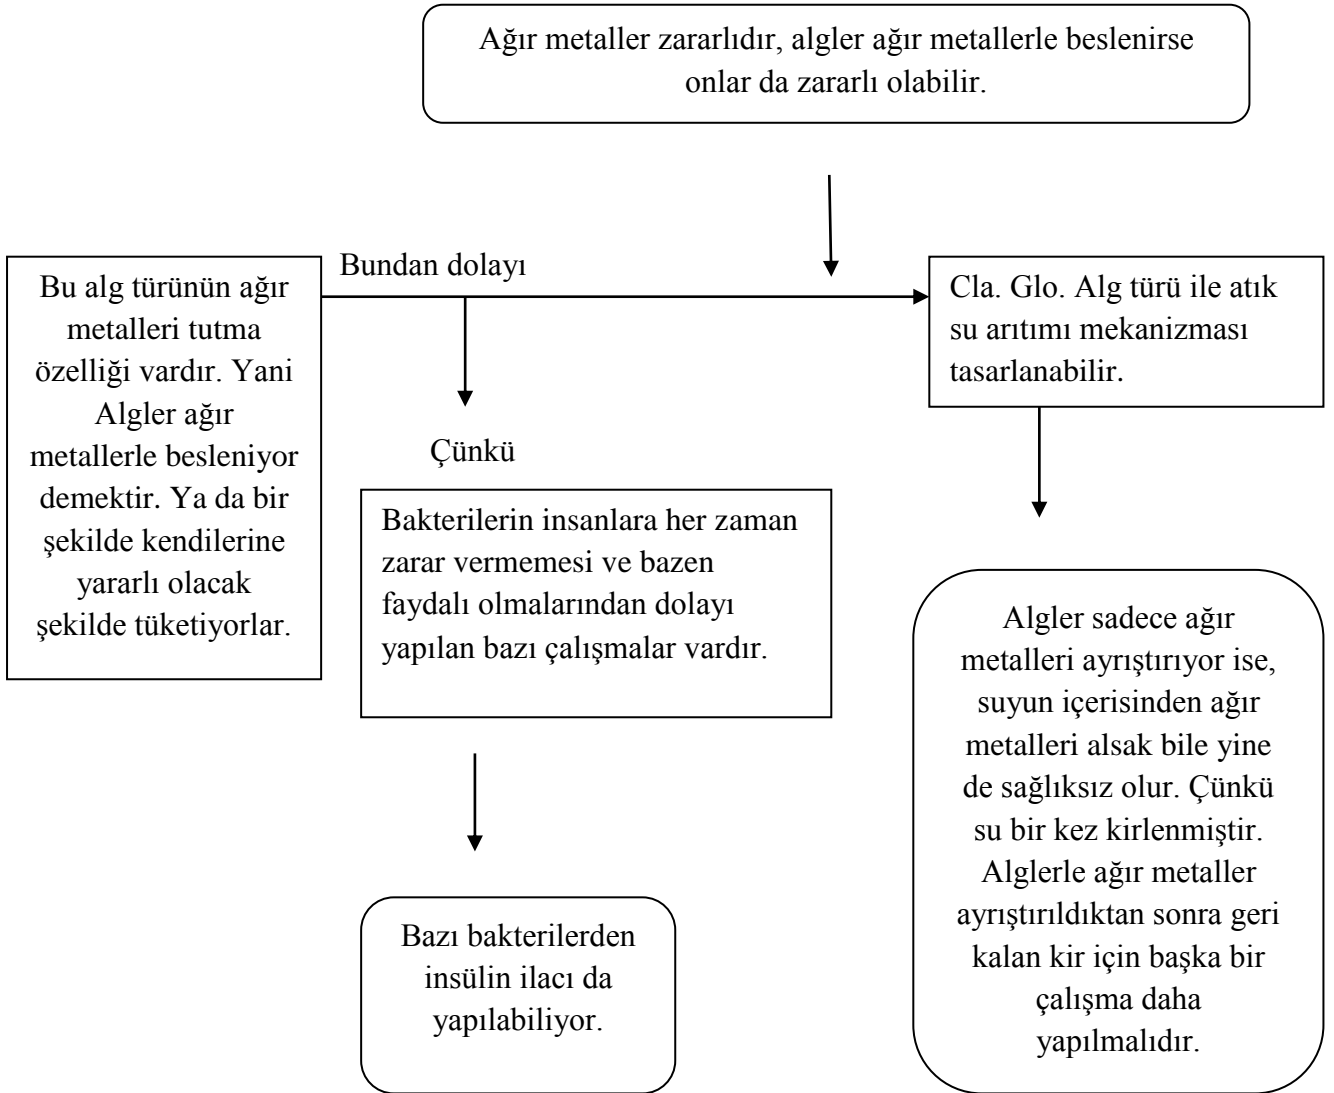 Ağır metaller zararlıdır, algler ağır metallerle beslenirse
onlar da zararlı olabilir.
Bundan dolayı
Bu alg türünün ağır
metalleri tutma
özelliği vardır. Yani
Algler ağır
metallerle besleniyor
demektir. Ya da bir
şekilde kendilerine
yararlı olacak
şekilde tüketiyorlar.
Cla. Glo. Alg türü ile atık
su arıtımı mekanizması
tasarlanabilir.
Çünkü
Bakterilerin insanlara her zaman
zarar vermemesi ve bazen
faydalı olmalarından dolayı
yapılan bazı çalışmalar vardır.
Bazı bakterilerden
insülin ilacı da
yapılabiliyor.
Algler sadece ağır
metalleri ayrıştırıyor ise,
suyun içerisinden ağır
metalleri alsak bile yine
de sağlıksız olur. Çünkü
su bir kez kirlenmiştir.
Alglerle ağır metaller
ayrıştırıldıktan sonra geri
kalan kir için başka bir
çalışma daha
yapılmalıdır.